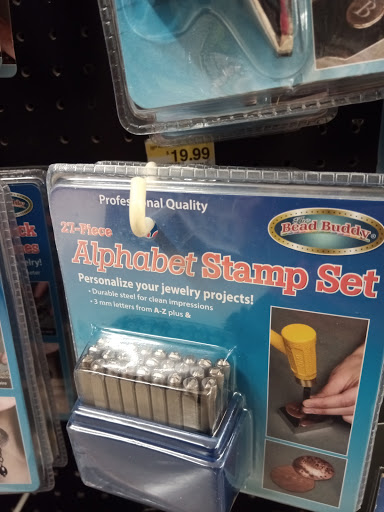 19.99
Professional Quality
The
Bead Buddy®
27-Piece
Alphabet Stamp Set
Personalize your jewelry projects!
• Durable steel for clean impressions
• 3 mm letters from A-Z plus &
B